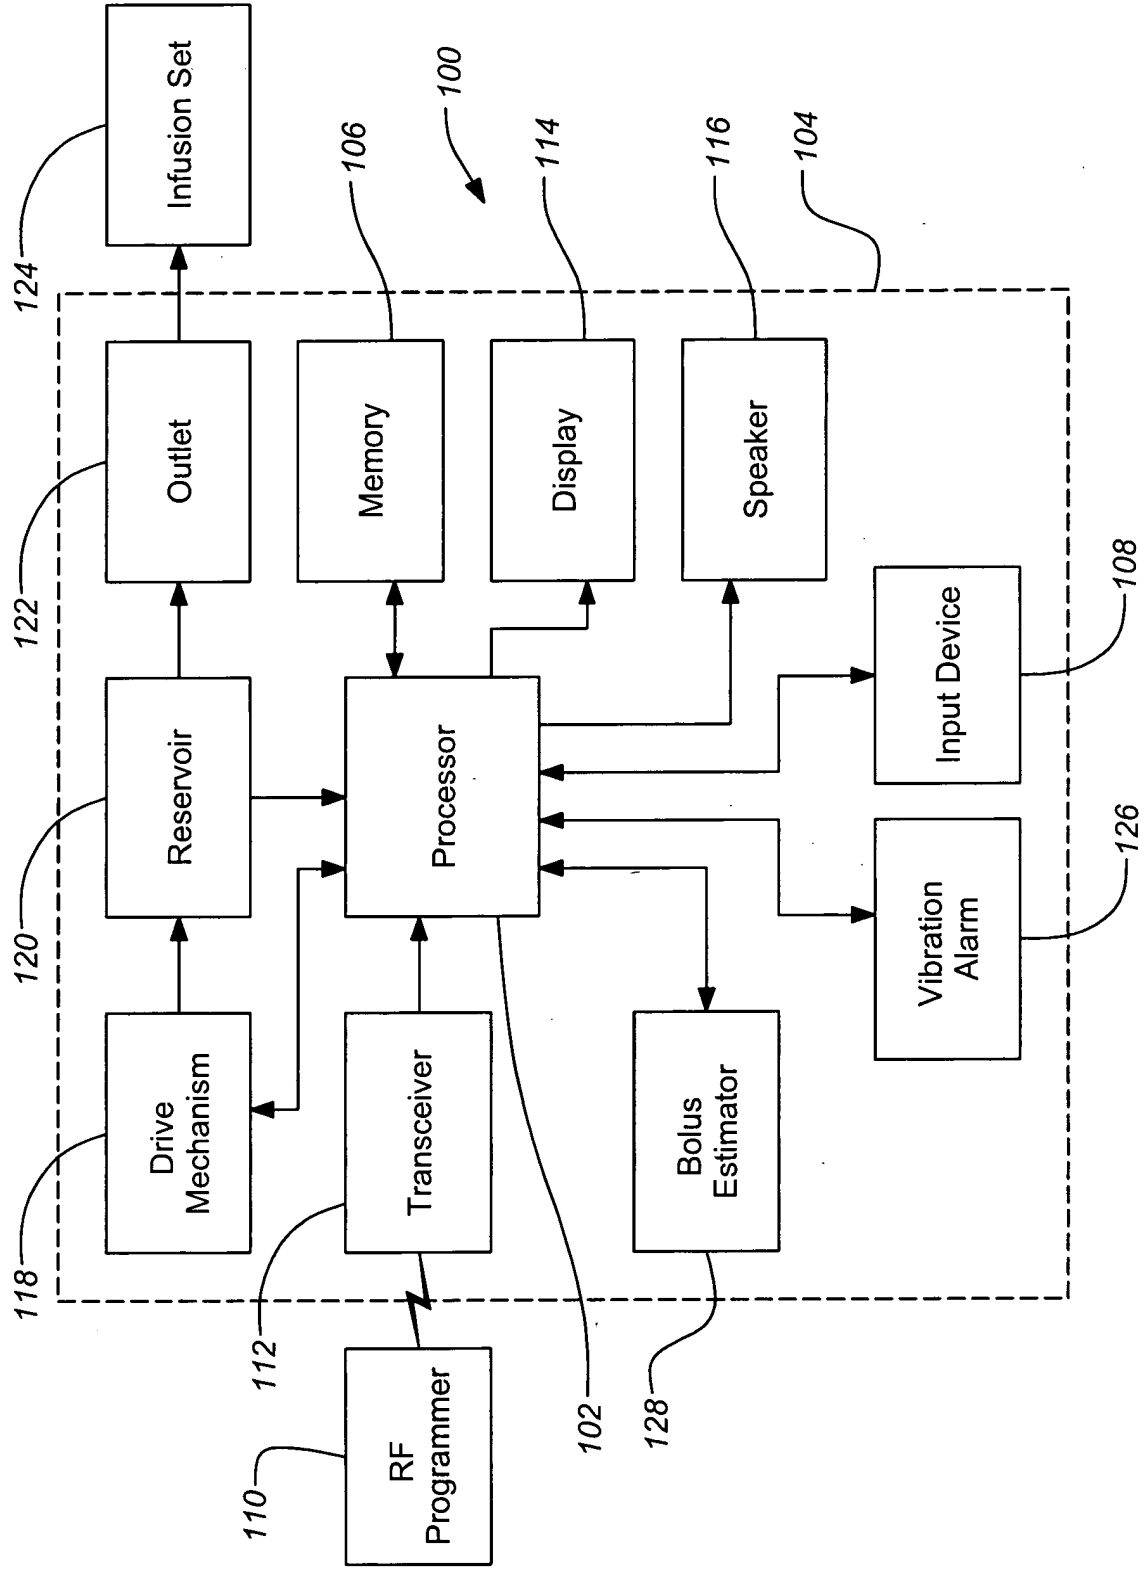 118
120
122
124
Drive
Mechanism
Reservoir
Outlet
Infusion Set
110
112
106
Memory
RF
Programmer
Transceiver
Processor
100
114
Display
102
128
Bolus
Estimator
116
Speaker
104
Vibration
Alarm
Input Device
126
108